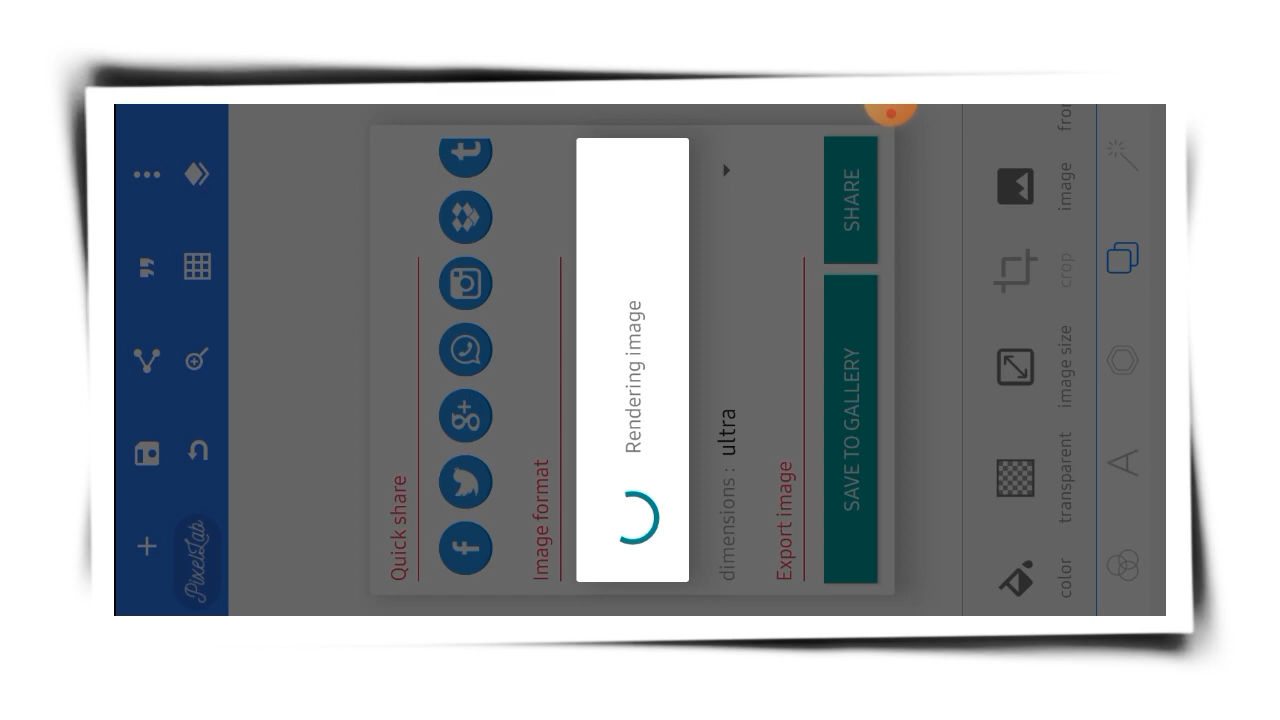 PixelLab
Quick share
Image format
Rendering image
dimensions : ultra
Export image
SAVE TO GALLERY
SHARE
color
transparent
image size
crop
image